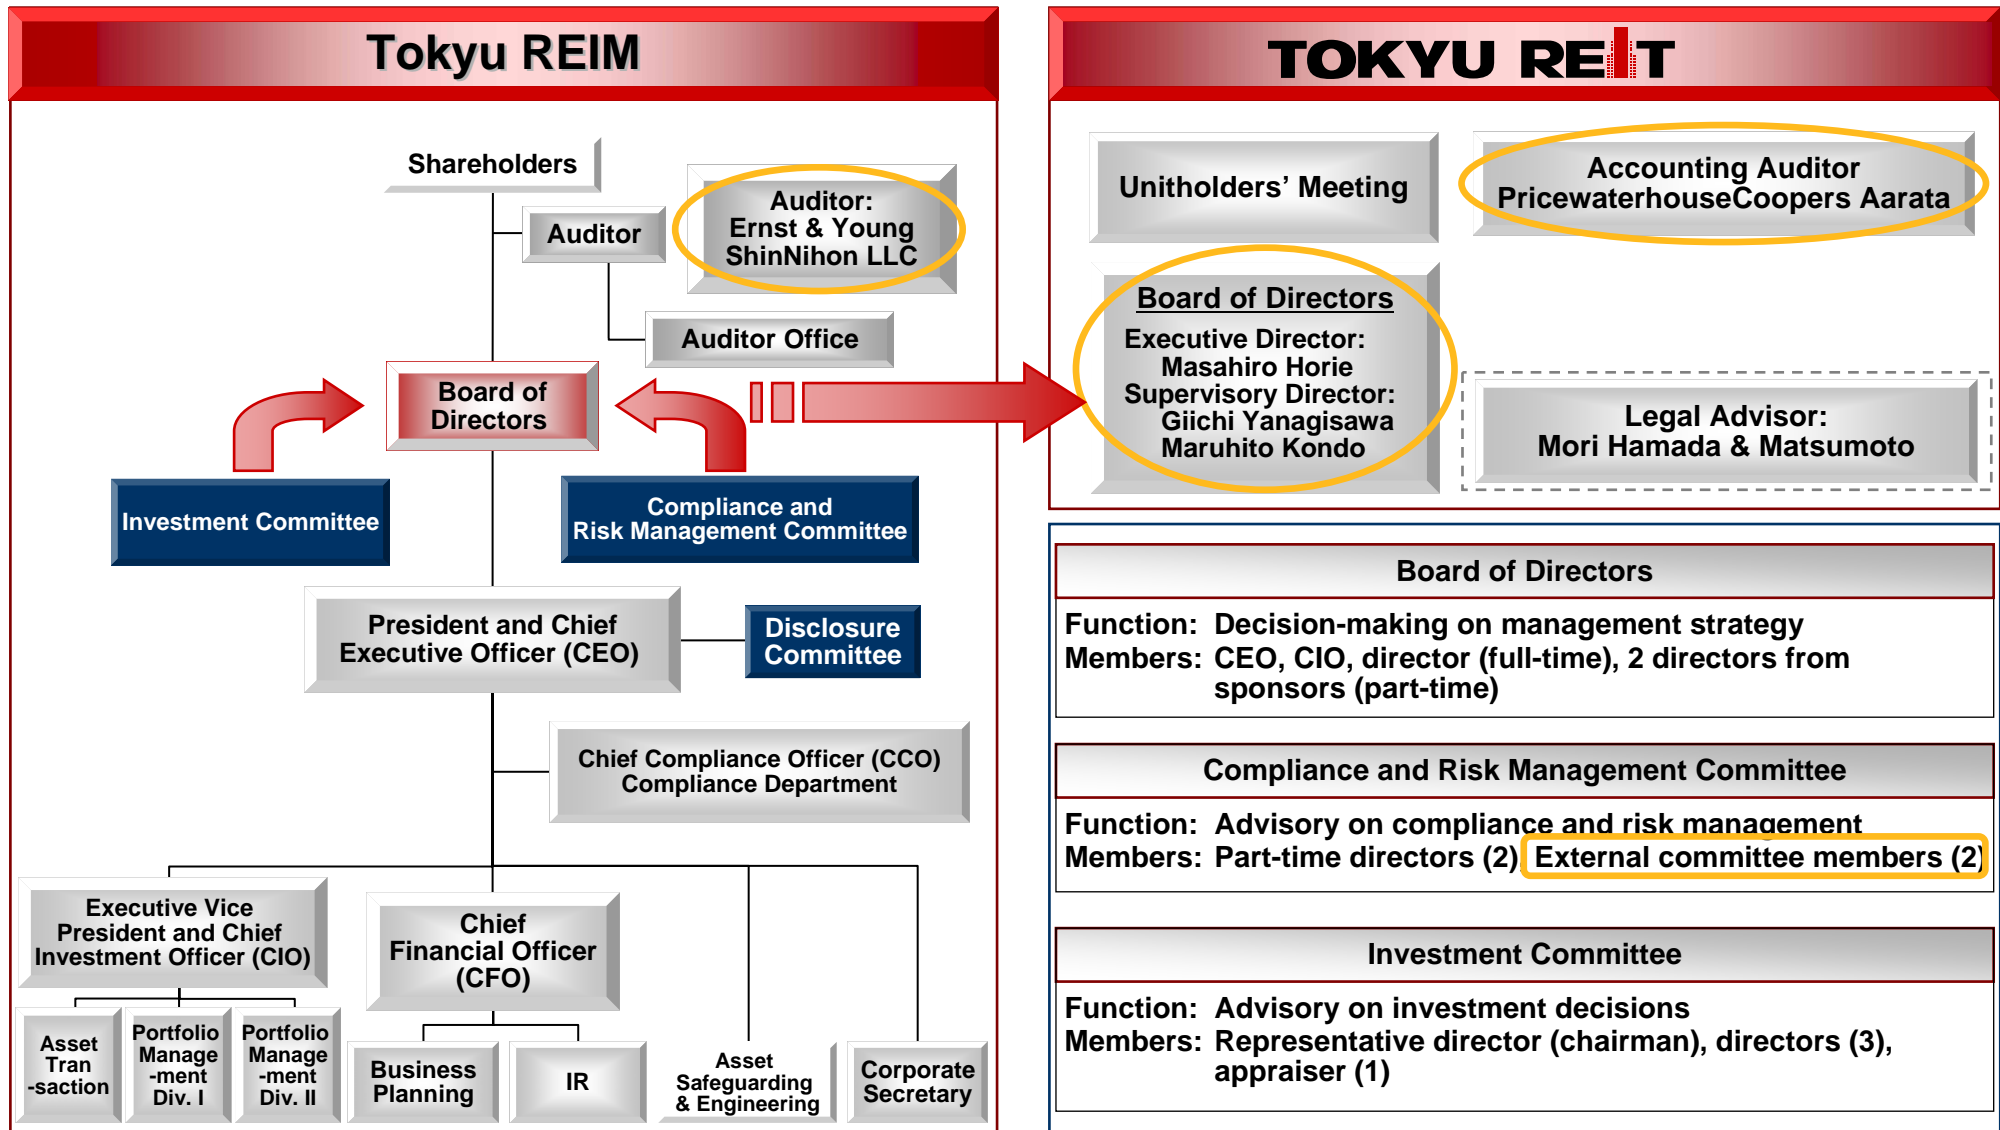 Tokyu REIM
Shareholders
Auditor
Auditor:
Ernst & Young
ShinNihon LLC
Auditor Office
Board of
Directors
Investment Committee
Compliance and
Risk Management Committee
President and Chief
Executive Officer (CEO)
Disclosure
Committee
Chief Compliance Officer (CCO)
Compliance Department
Executive Vice
President and Chief
Investment Officer (CIO)
Chief
Financial Officer
(CFO)
Asset
Tran
-saction
Portfolio
Manage
-ment
Div. I
Portfolio
Manage
-ment
Div. II
Business
Planning
IR
Asset
Safeguarding
& Engineering
Corporate
Secretary
TOKYU REIT
Unitholders’ Meeting
Accounting Auditor
PricewaterhouseCoopers Aarata
Board of Directors
Executive Director:
Masahiro Horie
Supervisory Director:
Giichi Yanagisawa
Maruhito Kondo
Legal Advisor:
Mori Hamada & Matsumoto
Board of Directors
Function: Decision-making on management strategy
Members: CEO, CIO, director (full-time), 2 directors from
sponsors (part-time)
Compliance and Risk Management Committee
Function: Advisory on compliance and risk management
Members: Part-time directors (2) External committee members (2)
Investment Committee
Function: Advisory on investment decisions
Members: Representative director (chairman), directors (3),
appraiser (1)